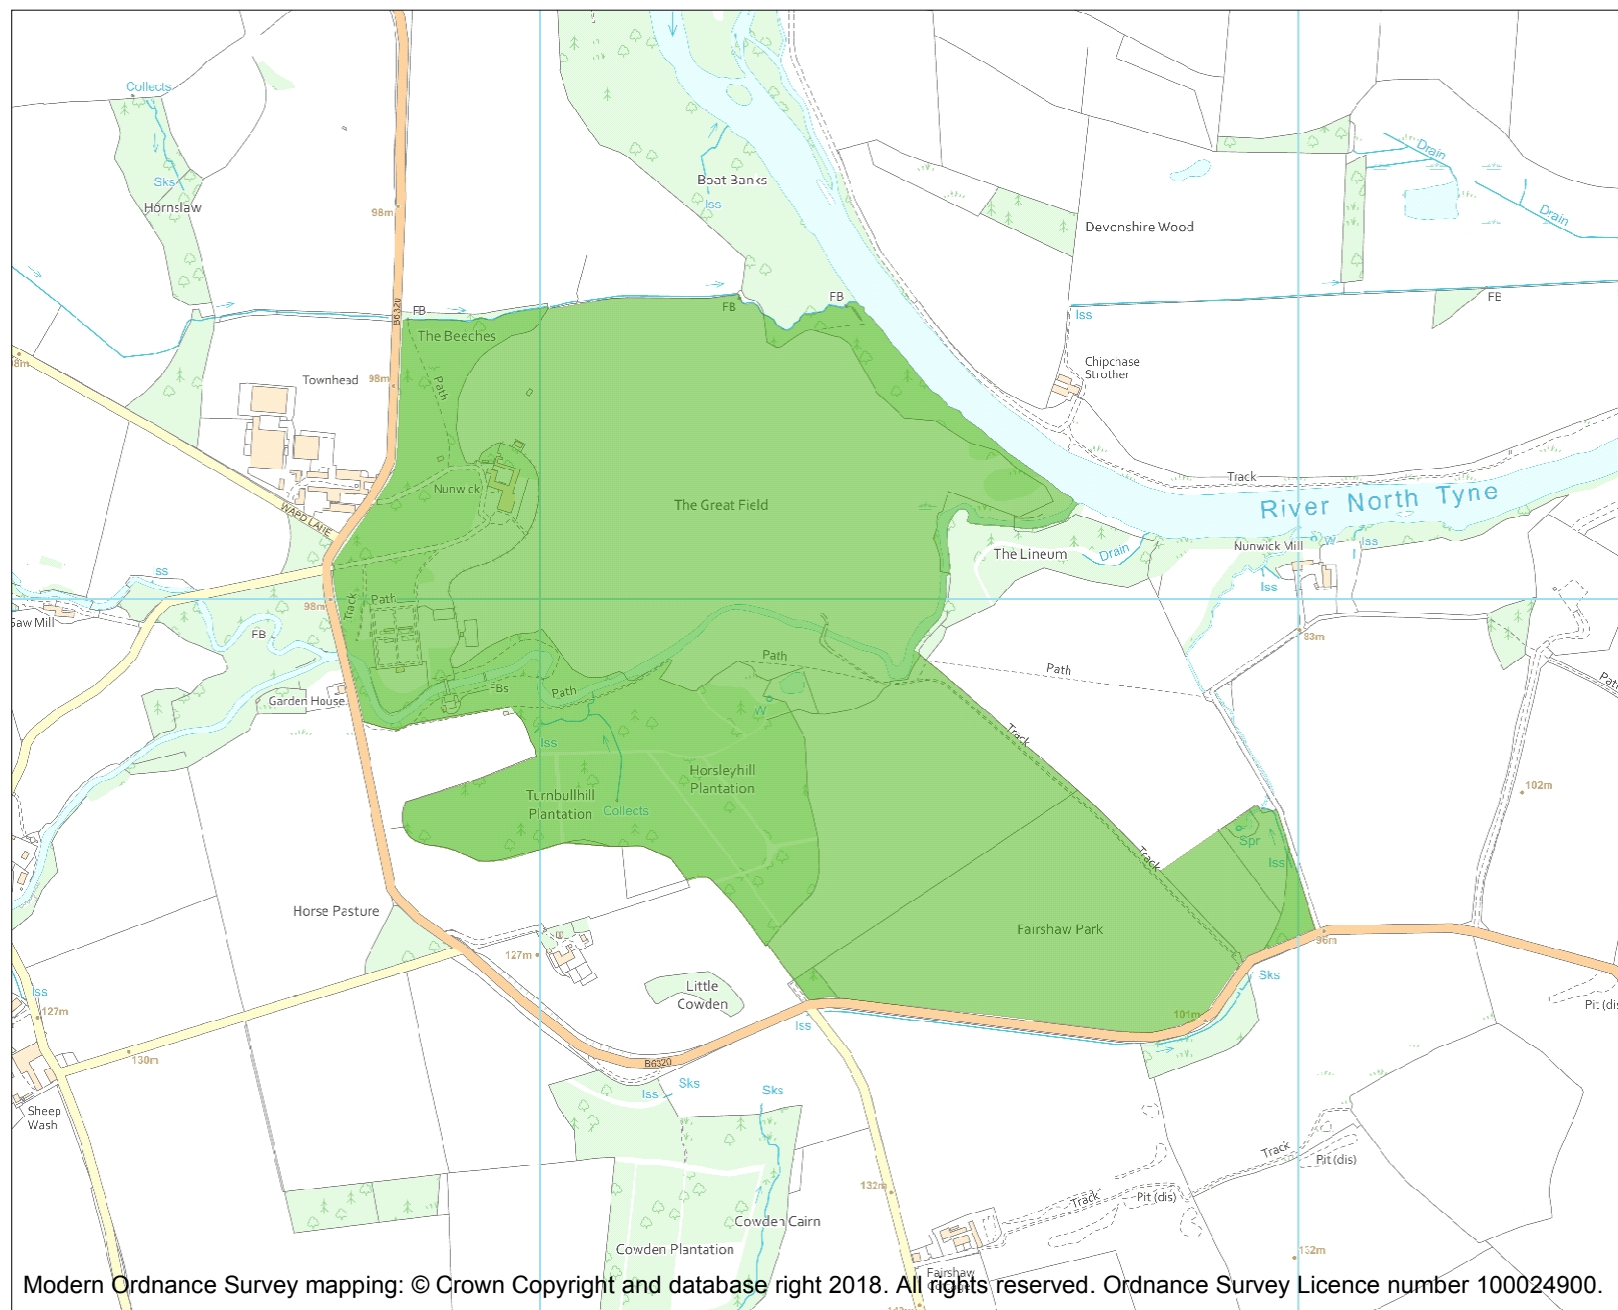 Collects
Sks
Hornslaw
98m
Boat Banks
Iss
Devonshire Wood
Drain
Drain
B6320
FB
FB
FB
FB
Iss
The Beeches
Path
Townhead
98m
Chipchase
Strother
Track
River North Tyne
Nunwick
The Great Field
WARD LANE
The Lineum
Drain
Nunwick Mill
W
Iss
Iss
Saw Mill
98m
Track
Path
FB
83m
Path
Path
Garden House
FBs
Path
W
Iss
Track
Horsleyhill
Plantation
Turnbullhill
Plantation
Collects
102m
Spr
Iss
Track
Horse Pasture
Fairshaw Park
96m
127m
Sks
Iss
127m
Little
Cowden
Iss
101m
130m
B6320
Sks
Iss
Sks
Sheep
Wash
Track
Pit (dis)
132m
Track
Pit (dis)
Cowden Cairn
Cowden Plantation
132m
Fairshaw
Modern Ordnance Survey mapping: © Crown Copyright and database right 2018. All rights reserved. Ordnance Survey Licence number 100024900.